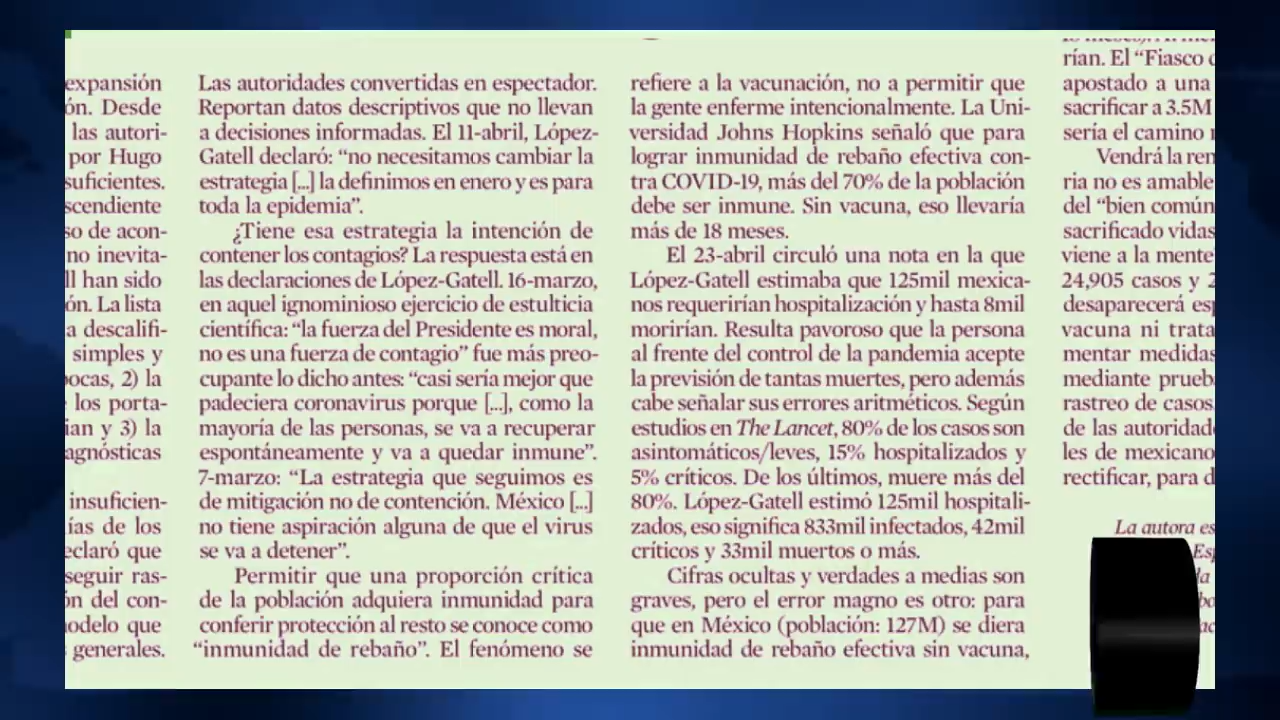 expansión
ón. Desde
las autori-
por Hugo
suficientes.
scendiente
so de acon-
no inevita-
ll han sido
ón. La lista
a descalifi-
simples y
ocas, 2) la
los porta-
ian y 3) la
agnósticas
insuficien-
ías de los
eclaró que
seguir ras-
ón del con-
odelo que
generales.
Las autoridades convertidas en espectador.
Reportan datos descriptivos que no llevan
a decisiones informadas. El 11-abril, López-
Gatell declaró: “no necesitamos cambiar la
estrategia [...] la definimos en enero y es para
toda la epidemia”.
¿Tiene esa estrategia la intención de
contener los contagios? La respuesta está en
las declaraciones de López-Gatell. 16-marzo,
en aquel ignominioso ejercicio de estulticia
científica: “la fuerza del Presidente es moral,
no es una fuerza de contagio” fue más preo-
cupante lo dicho antes: “casi sería mejor que
padeciera coronavirus porque [...], como la
mayoría de las personas, se va a recuperar
espontáneamente y va a quedar inmune”.
7-marzo: “La estrategia que seguimos es
de mitigación no de contención. México [...]
no tiene aspiración alguna de que el virus
se va a detener”.
Permitir que una proporción crítica
de la población adquiera inmunidad para
conferir protección al resto se conoce como
“inmunidad de rebaño”. El fenómeno se
refiere a la vacunación, no a permitir que
la gente enferme intencionalmente. La Uni-
versidad Johns Hopkins señaló que para
lograr inmunidad de rebaño efectiva con-
tra COVID-19, más del 70% de la población
debe ser inmune. Sin vacuna, eso llevaría
más de 18 meses.
El 23-abril circuló una nota en la que
López-Gatell estimaba que 125mil mexica-
nos requerirían hospitalización y hasta 8mil
morirían. Resulta pavoroso que la persona
al frente del control de la pandemia acepte
la previsión de tantas muertes, pero además
cabe señalar sus errores aritméticos. Según
estudios en The Lancet, 80% de los casos son
asintomáticos/leves, 15% hospitalizados y
5% críticos. De los últimos, muere más del
80%. López-Gatell estimó 125mil hospitali-
zados, eso significa 833mil infectados, 42mil
críticos y 33mil muertos o más.
Cifras ocultas y verdades a medias son
graves, pero el error magno es otro: para
que en México (población: 127M) se diera
inmunidad de rebaño efectiva sin vacuna,
rían. El “Fiasco
apostado a una
sacrificar a 3.5M
sería el camino
Vendrá la ren
ria no es amable
del “bien común
sacrificado vidas
viene a la mente
24,905 casos y 2
desaparecerá esp
vacuna ni trata
mentar medidas
mediante prueb
rastreo de casos
de las autoridad
les de mexicano
rectificar, para d
La autora es
Esp